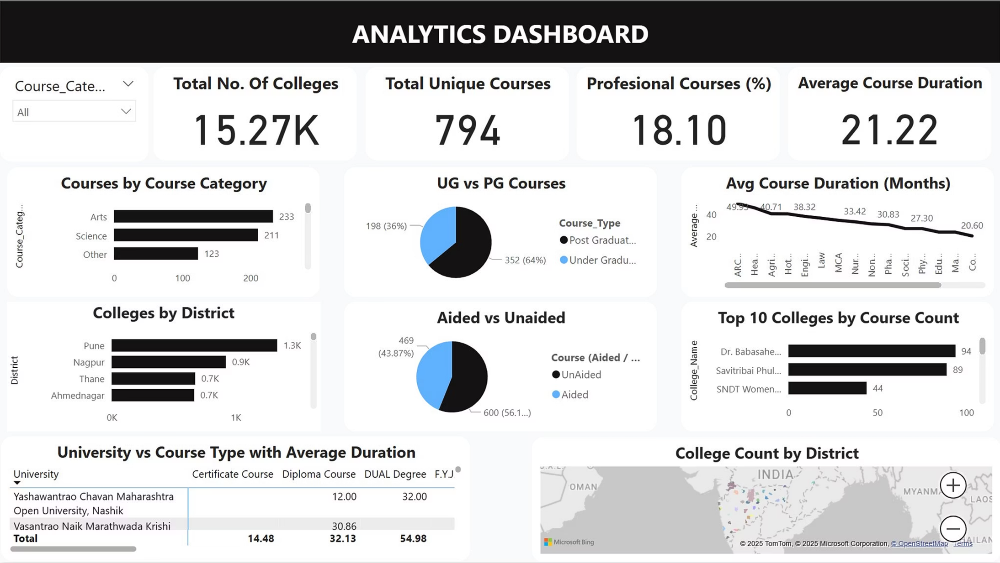 ANALYTICS DASHBOARD
Course_Cate...
All
Total No. Of Colleges
15.27K
Total Unique Courses
794
Profesional Courses (%)
18.10
Average Course Duration
21.22
Courses by Course Category
Course_Categ...
Arts
233
Science
211
Other
123
0
100
200
UG vs PG Courses
198 (36%)
352 (64%)
Course_Type
Post Graduat...
Under Gradu...
Avg Course Duration (Months)
Average ...
40
20
49.93
40.71
38.32
33.42
30.83
27.30
20.60
ARC...
Hea...
Agri...
Hot...
Engi...
Law
MCA
Nur...
Non...
Pha...
Soci...
Phy...
Edu...
Ma...
Co...
Colleges by District
District
Pune
1.3K
Nagpur
0.9K
Thane
0.7K
Ahmednagar
0.7K
0K
1K
Aided vs Unaided
469
(43.87%)
600 (56.1...)
Course (Aided / ...
UnAided
Aided
Top 10 Colleges by Course Count
College_Name
Dr. Babasahe...
94
Savitribai Phul...
89
SNDT Women...
44
0
50
100
University vs Course Type with Average Duration
University Certificate Course Diploma Course DUAL Degree F.Y.J
Yashawantrao Chavan Maharashtra 12.00 32.00
Open University, Nashik
Vasantrao Naik Marathwada Krishi 30.86
Total 14.48 32.13 54.98
College Count by District
INDIA
OMAN
MYANM
LAOS
HAILAN
Microsoft Bing
© 2025 TomTom, © 2025 Microsoft Corporation, © OpenStreetMap Terms